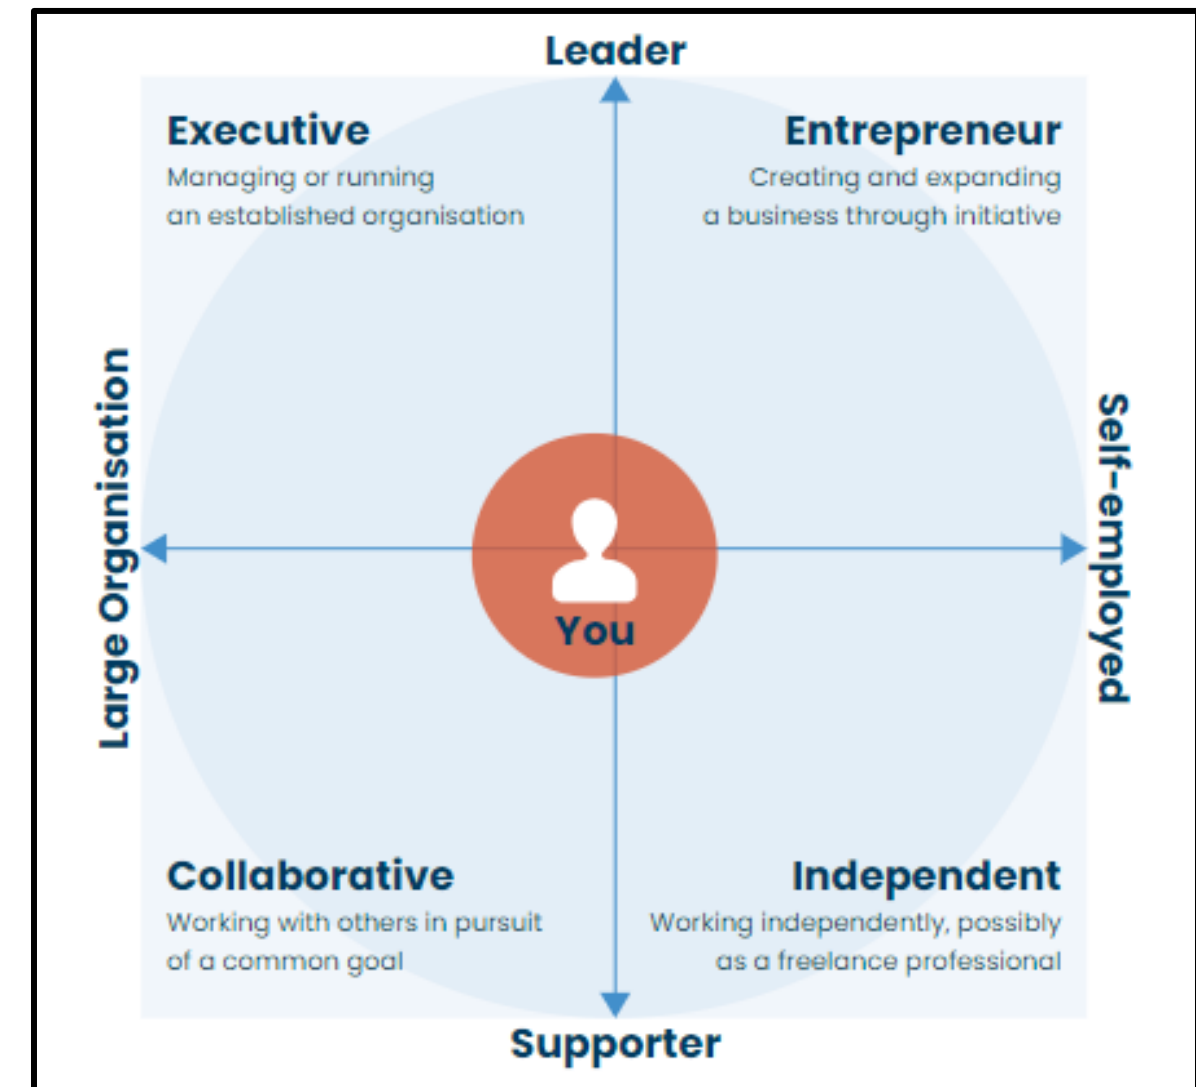 Leader
Executive
Managing or running
an established organisation
Entrepreneur
Creating and expanding
a business through initiative
Large Organisation
Self-employed
You
Collaborative
Working with others in pursuit
of a common goal
Independent
Working independently, possibly
as a freelance professional
Supporter